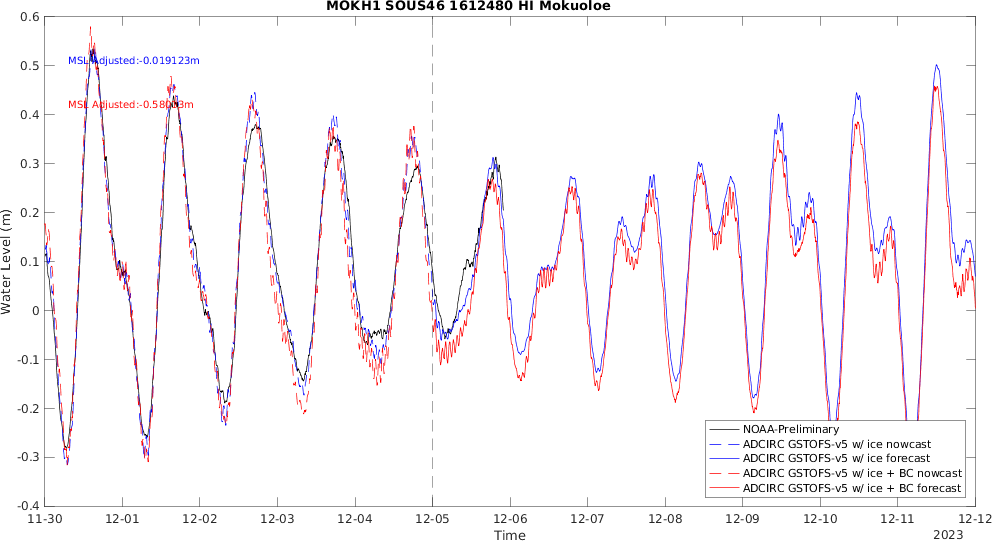 MOKH1 SOUS46 1612480 HI Mokuoloe
0.6
0.5
0.4
0.3
0.2
0.1
0
-0.1
-0.2
-0.3
-0.4
Water Level (m)
MSL Adjusted:-0.019123m
MSL Adjusted:
NOAA-Preliminary
ADCIRC GSTOFS-v5 w/ ice nowcast
ADCIRC GSTOFS-v5 w/ ice forecast
ADCIRC GSTOFS-v5 w/ ice + BC nowcast
ADCIRC GSTOFS-v5 w/ ice + BC forecast
11-30 12-01 12-02 12-03 12-04 12-05 12-06 12-07 12-08 12-09 12-10 12-11 12-12
Time
2023